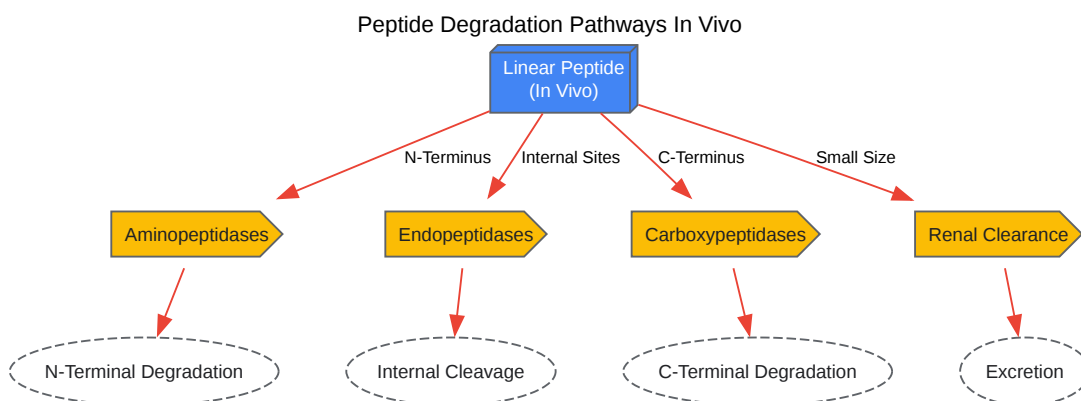 Peptide Degradation Pathways In Vivo
Linear Peptide
(In Vivo)
N-Terminus
Internal Sites
C-Terminus
Small Size
Aminopeptidases
Endopeptidases
Carboxypeptidases
Renal Clearance
N-Terminal Degradation
Internal Cleavage
C-Terminal Degradation
Excretion